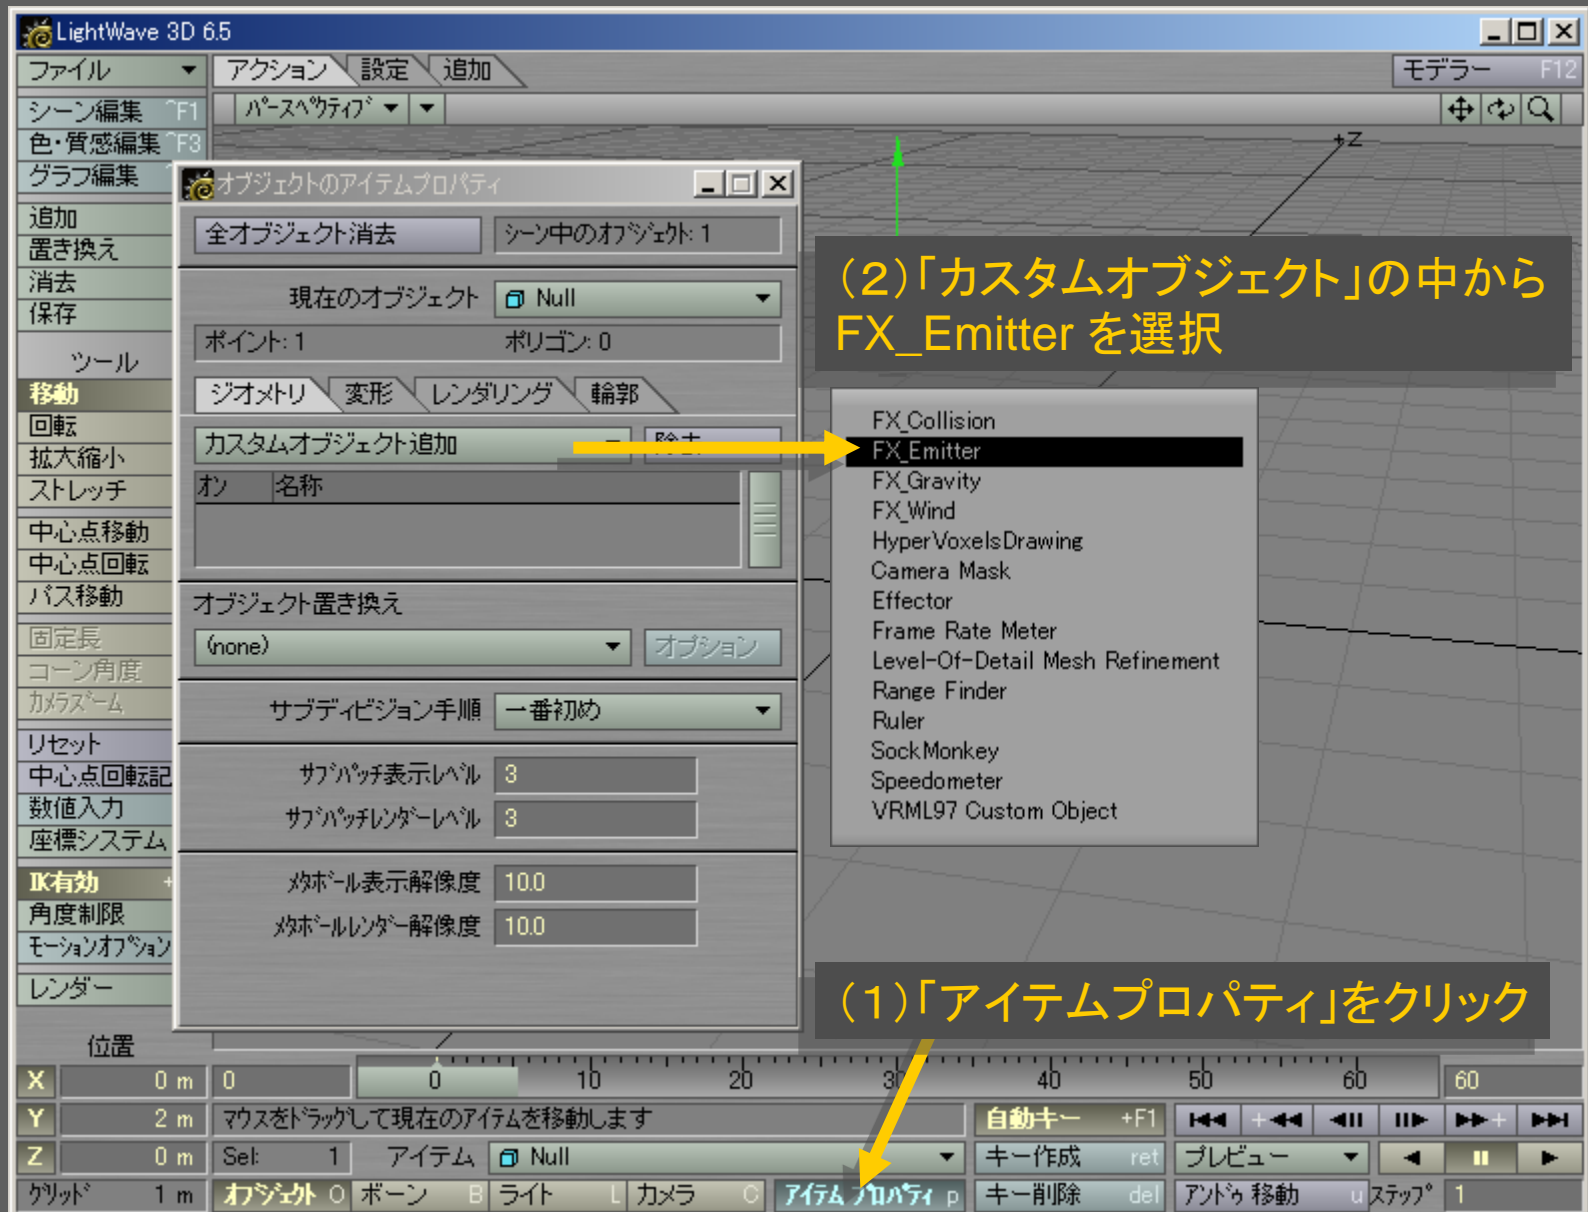 LightWave 3D 6.5
ファイル
アクション 設定 追加
モデラー F12
シーン編集 ^F1
パースペクティブ
色・質感編集 ^F3
グラフ編集
+Z
追加
置き換え
消去
保存
ツール
移動
回転
拡大縮小
ストレッチ
中心点移動
中心点回転
パス移動
固定長
コーン角度
カメラズーム
リセット
中心点回転記
数値入力
座標システム
IK有効 +
角度制限
モーションオプション
レンダー
オブジェクトのアイテムプロパティ
全オブジェクト消去 シーン中のオブジェクト: 1
現在のオブジェクト Null
ポイント: 1 ポリゴン: 0
ジオメトリ 変形 レンダリング 輪郭
カスタムオブジェクト追加
オン 名称
オブジェクト置き換え
(none) オプション
サブディビジョン手順 一番初め
サブパッチ表示レベル 3
サブパッチレンダーレベル 3
メタボール表示解像度 10.0
メタボールレンダー解像度 10.0
（2）「カスタムオブジェクト」の中から
FX_Emitter を選択
FX_Collision
FX_Emitter
FX_Gravity
FX_Wind
HyperVoxelsDrawing
Camera Mask
Effector
Frame Rate Meter
Level-Of-Detail Mesh Refinement
Range Finder
Ruler
SockMonkey
Speedometer
VRML97 Custom Object
（1）「アイテムプロパティ」をクリック
位置
X 0 m 0 0 10 20 30 40 50 60 60
Y 2 m マウスをドラッグして現在のアイテムを移動します 自動キー +F1
Z 0 m Sel: 1 アイテム Null キー作成 ret プレビュー
グリッド 1 m オブジェクト O ボーン B ライト L カメラ C アイテム プロパティ p キー削除 del アンドゥ 移動 u ステップ 1